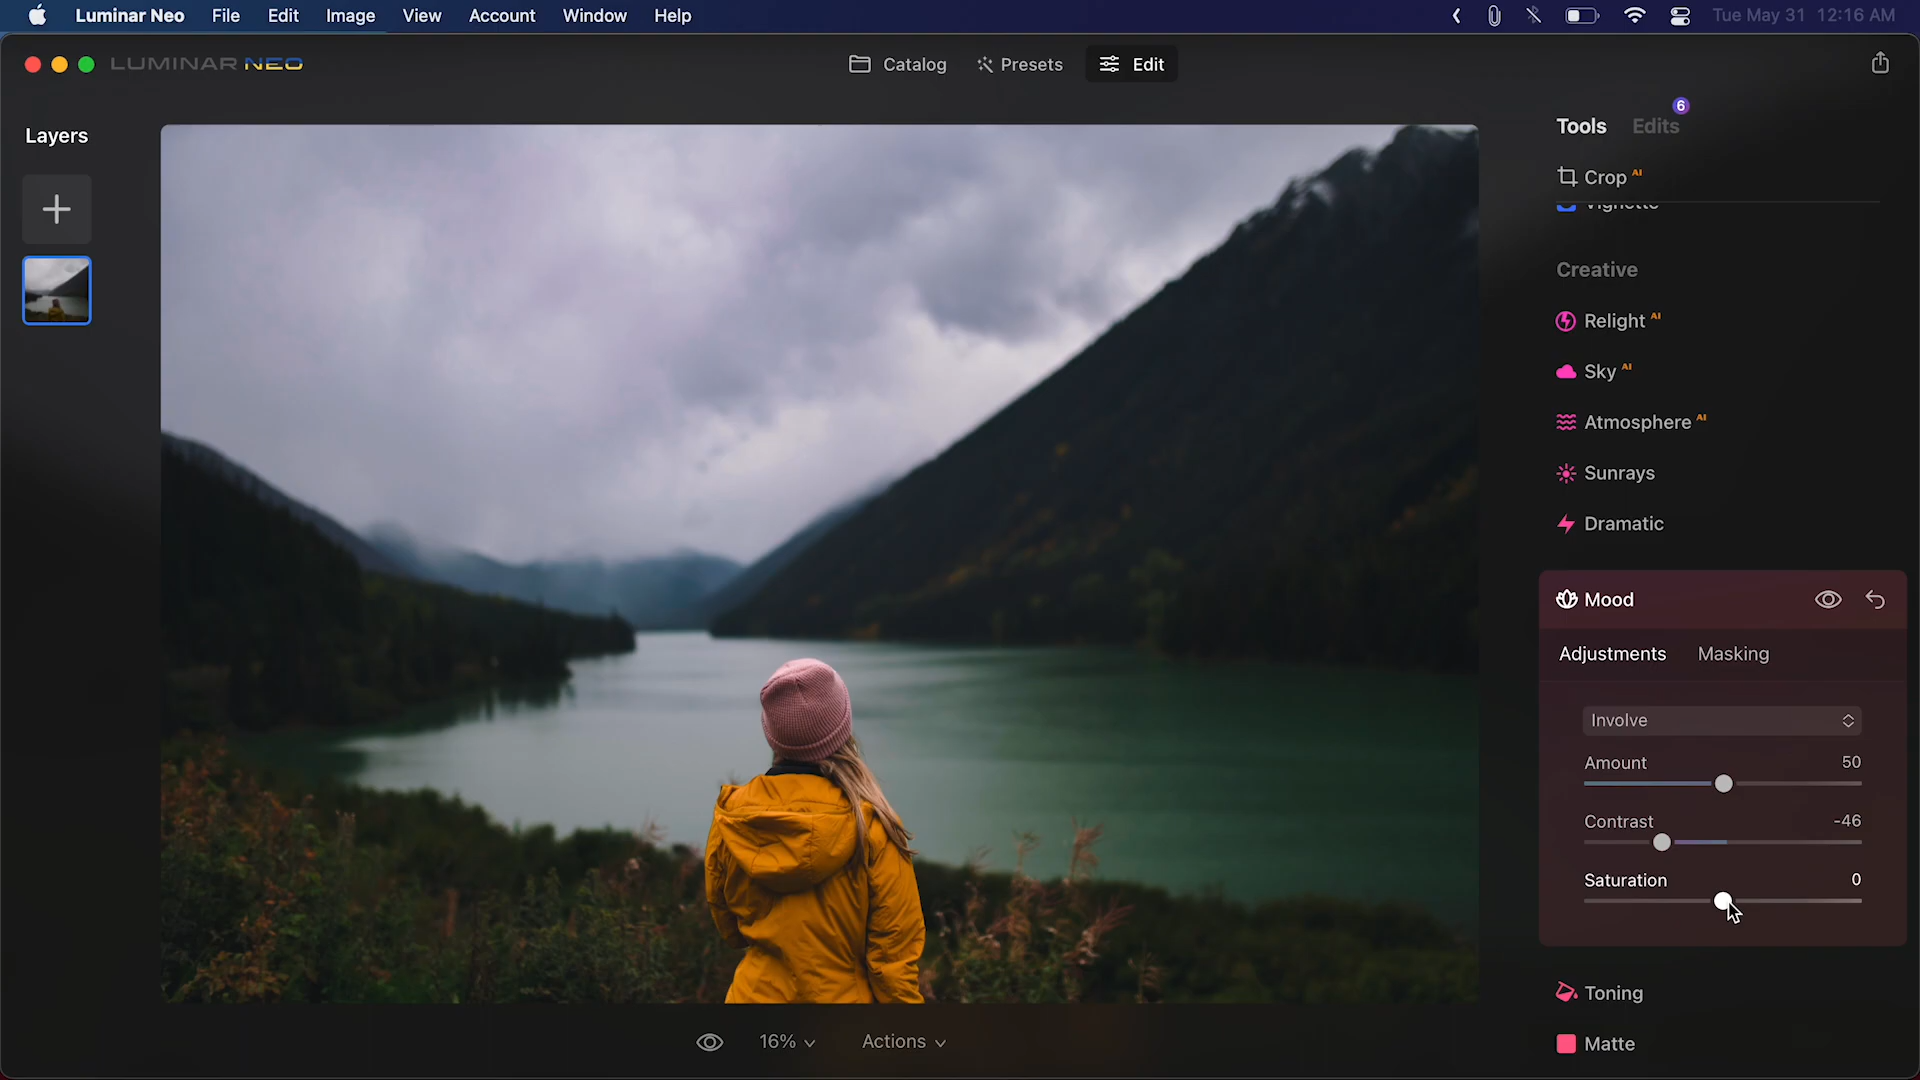 Luminar Neo File Edit Image View Account Window Help Tue May 31 12:16 AM
LUMINAR NEO Catalog Presets Edit
Layers
6
Tools Edits
Crop AI
Vignette
Creative
Relight AI
Sky AI
Atmosphere AI
Sunrays
Dramatic
Mood
Adjustments Masking
Involve
Amount 50
Contrast -46
Saturation 0
Toning
Matte
16% Actions